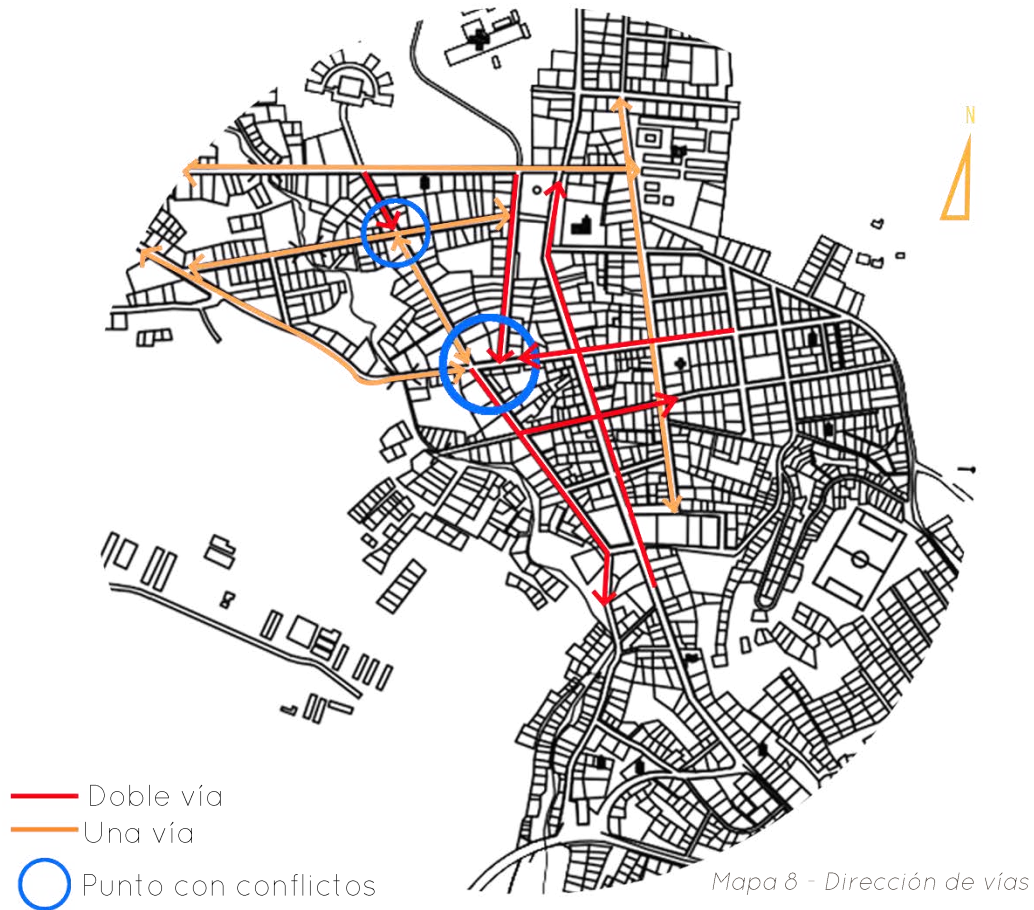 N
Doble vía
Una vía
Punto con conflictos
Mapa 8 - Dirección de vías